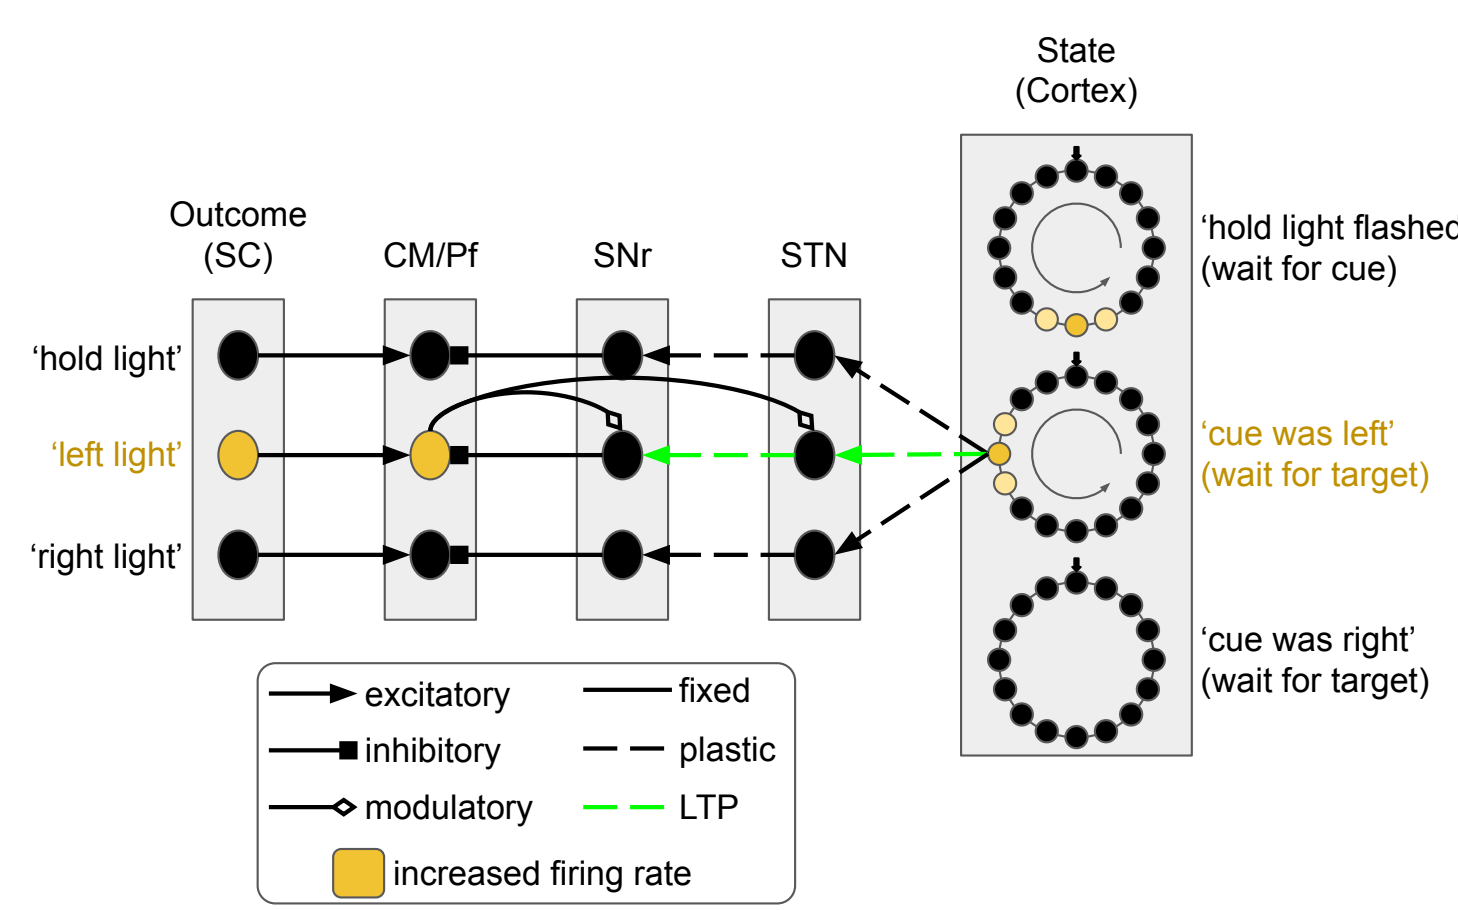 State
(Cortex)
Outcome
(SC)
CM/Pf
SNr
STN
‘hold light flashed
(wait for cue)
‘hold light’
‘left light’
‘cue was left’
(wait for target)
‘right light’
‘cue was right’
(wait for target)
excitatory
fixed
inhibitory
plastic
modulatory
LTP
increased firing rate